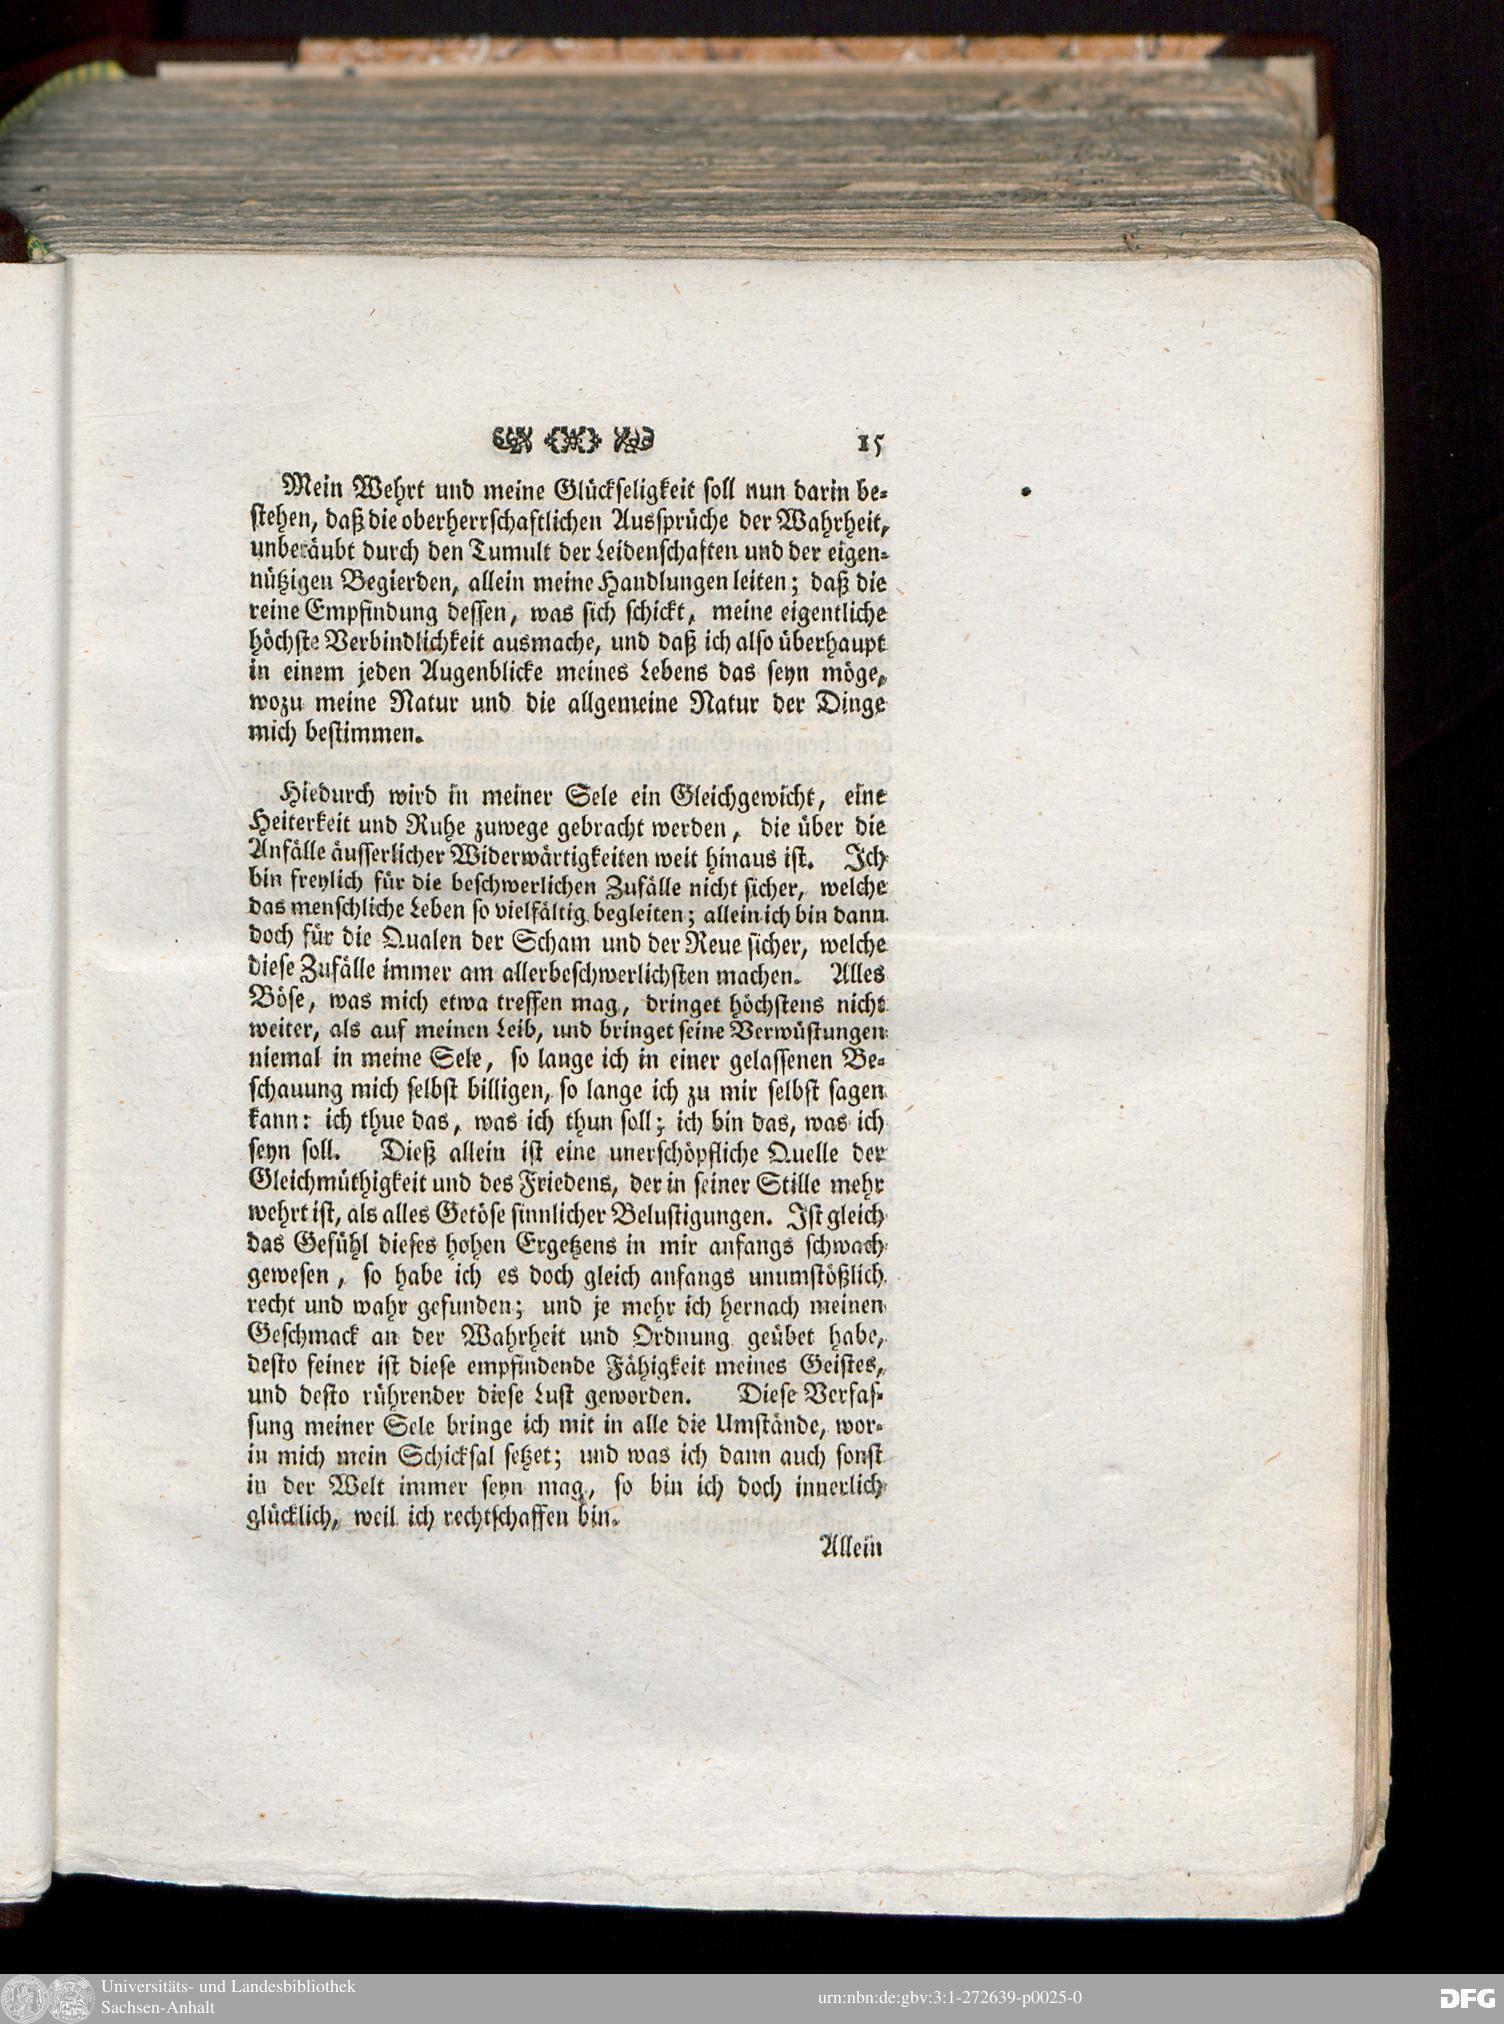 15
Mein Wehrt und meine Glückseligkeit soll nun darin be-
stehen, daß die oberherrschaftlichen Aussprüche der Wahrheit,
unbetäubt durch den Tumult der Leidenschaften und der eigen-
nützigen Begierden, allein meine Handlungen leiten; daß die
reine Empfindung dessen, was sich schickt, meine eigentliche
höchste Verbindlichkeit ausmache, und daß ich also überhaupt
in einem jeden Augenblicke meines Lebens das seyn möge,
wozu meine Natur und die allgemeine Natur der Dinge
mich bestimmen.
Hiedurch wird in meiner Sele ein Gleichgewicht, eine
Heiterkeit und Ruhe zuwege gebracht werden, die über die
Anfälle äusserlicher Widerwärtigkeiten weit hinaus ist. Ich
bin freylich für die beschwerlichen Zufälle nicht sicher, welche
das menschliche Leben so vielfältig begleiten; allein ich bin dann
doch für die Qualen der Scham und der Reue sicher, welche
diese Zufälle immer am allerbeschwerlichsten machen. Alles
Böse, was mich etwa treffen mag, dringet höchstens nicht
weiter, als auf meinen Leib, und bringet seine Verwüstungen
niemal in meine Sele, so lange ich in einer gelassenen Be-
schauung mich selbst billigen, so lange ich zu mir selbst sagen
kann: ich thue das, was ich thun soll; ich bin das, was ich
seyn soll. Dieß allein ist eine unerschöpfliche Quelle der
Gleichmüthigkeit und des Friedens, der in seiner Stille mehr
wehrt ist, als alles Getöse sinnlicher Belustigungen. Ist gleich
das Gefühl dieses hohen Ergetzens in mir anfangs schwach
gewesen, so habe ich es doch gleich anfangs unumstößlich
recht und wahr gefunden; und je mehr ich hernach meinen
Geschmack an der Wahrheit und Ordnung geübet habe,
desto feiner ist diese empfindende Fähigkeit meines Geistes,
und desto rührender diese Lust geworden. Diese Verfas-
sung meiner Sele bringe ich mit in alle die Umstände, wor-
in mich mein Schicksal setzet; und was ich dann auch sonst
in der Welt immer seyn mag, so bin ich doch innerlich
glücklich, weil ich rechtschaffen bin.
Allein
Universitäts- und Landesbibliothek
Sachsen-Anhalt
urn:nbn:de:gbv:3:1-272639-p0025-0
DFG